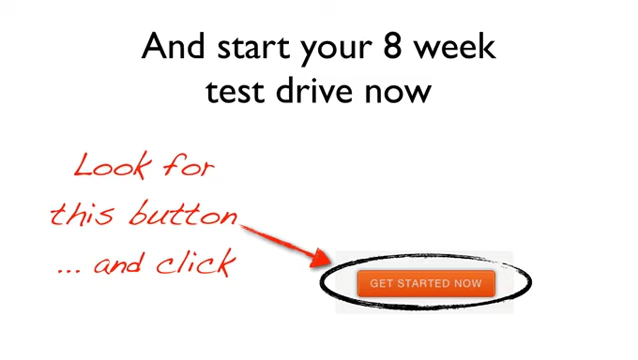 And start your 8 week
test drive now
Look for
this button
... and click
GET STARTED NOW